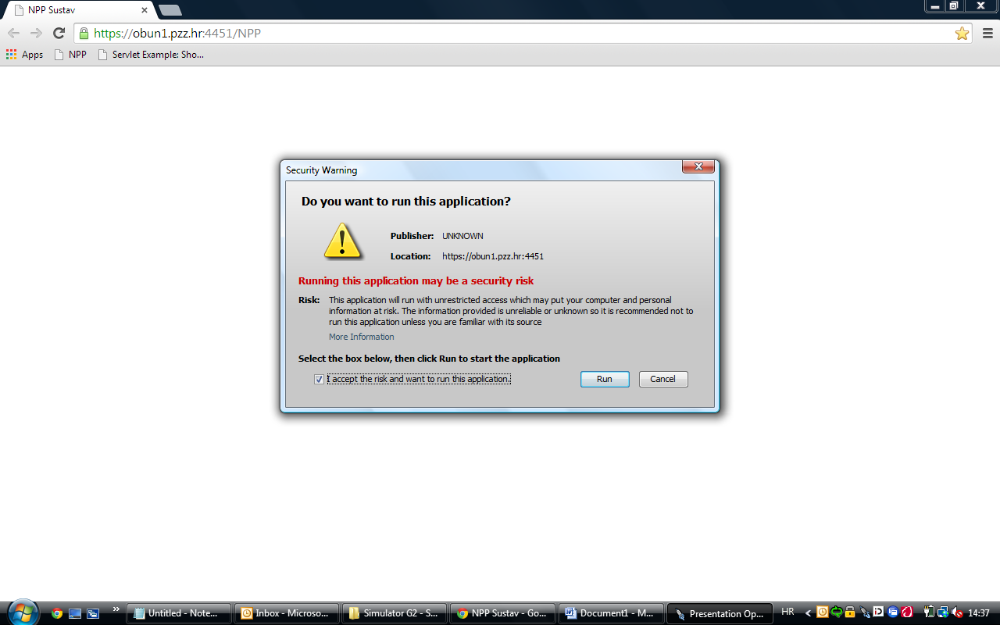 NPP Sustav
https://obun1.pzz.hr:4451/NPP
Apps NPP Servlet Example: Sho...
Security Warning
Do you want to run this application?
Publisher: UNKNOWN
Location: https://obun1.pzz.hr:4451
Running this application may be a security risk
Risk: This application will run with unrestricted access which may put your computer and personal
information at risk. The information provided is unreliable or unknown so it is recommended not to
run this application unless you are familiar with its source
More Information
Select the box below, then click Run to start the application
I accept the risk and want to run this application.
Run Cancel
Untitled - Note... Inbox - Microso... Simulator G2 - S... NPP Sustav - Go... Document1 - M... Presentation Op... HR 14:37